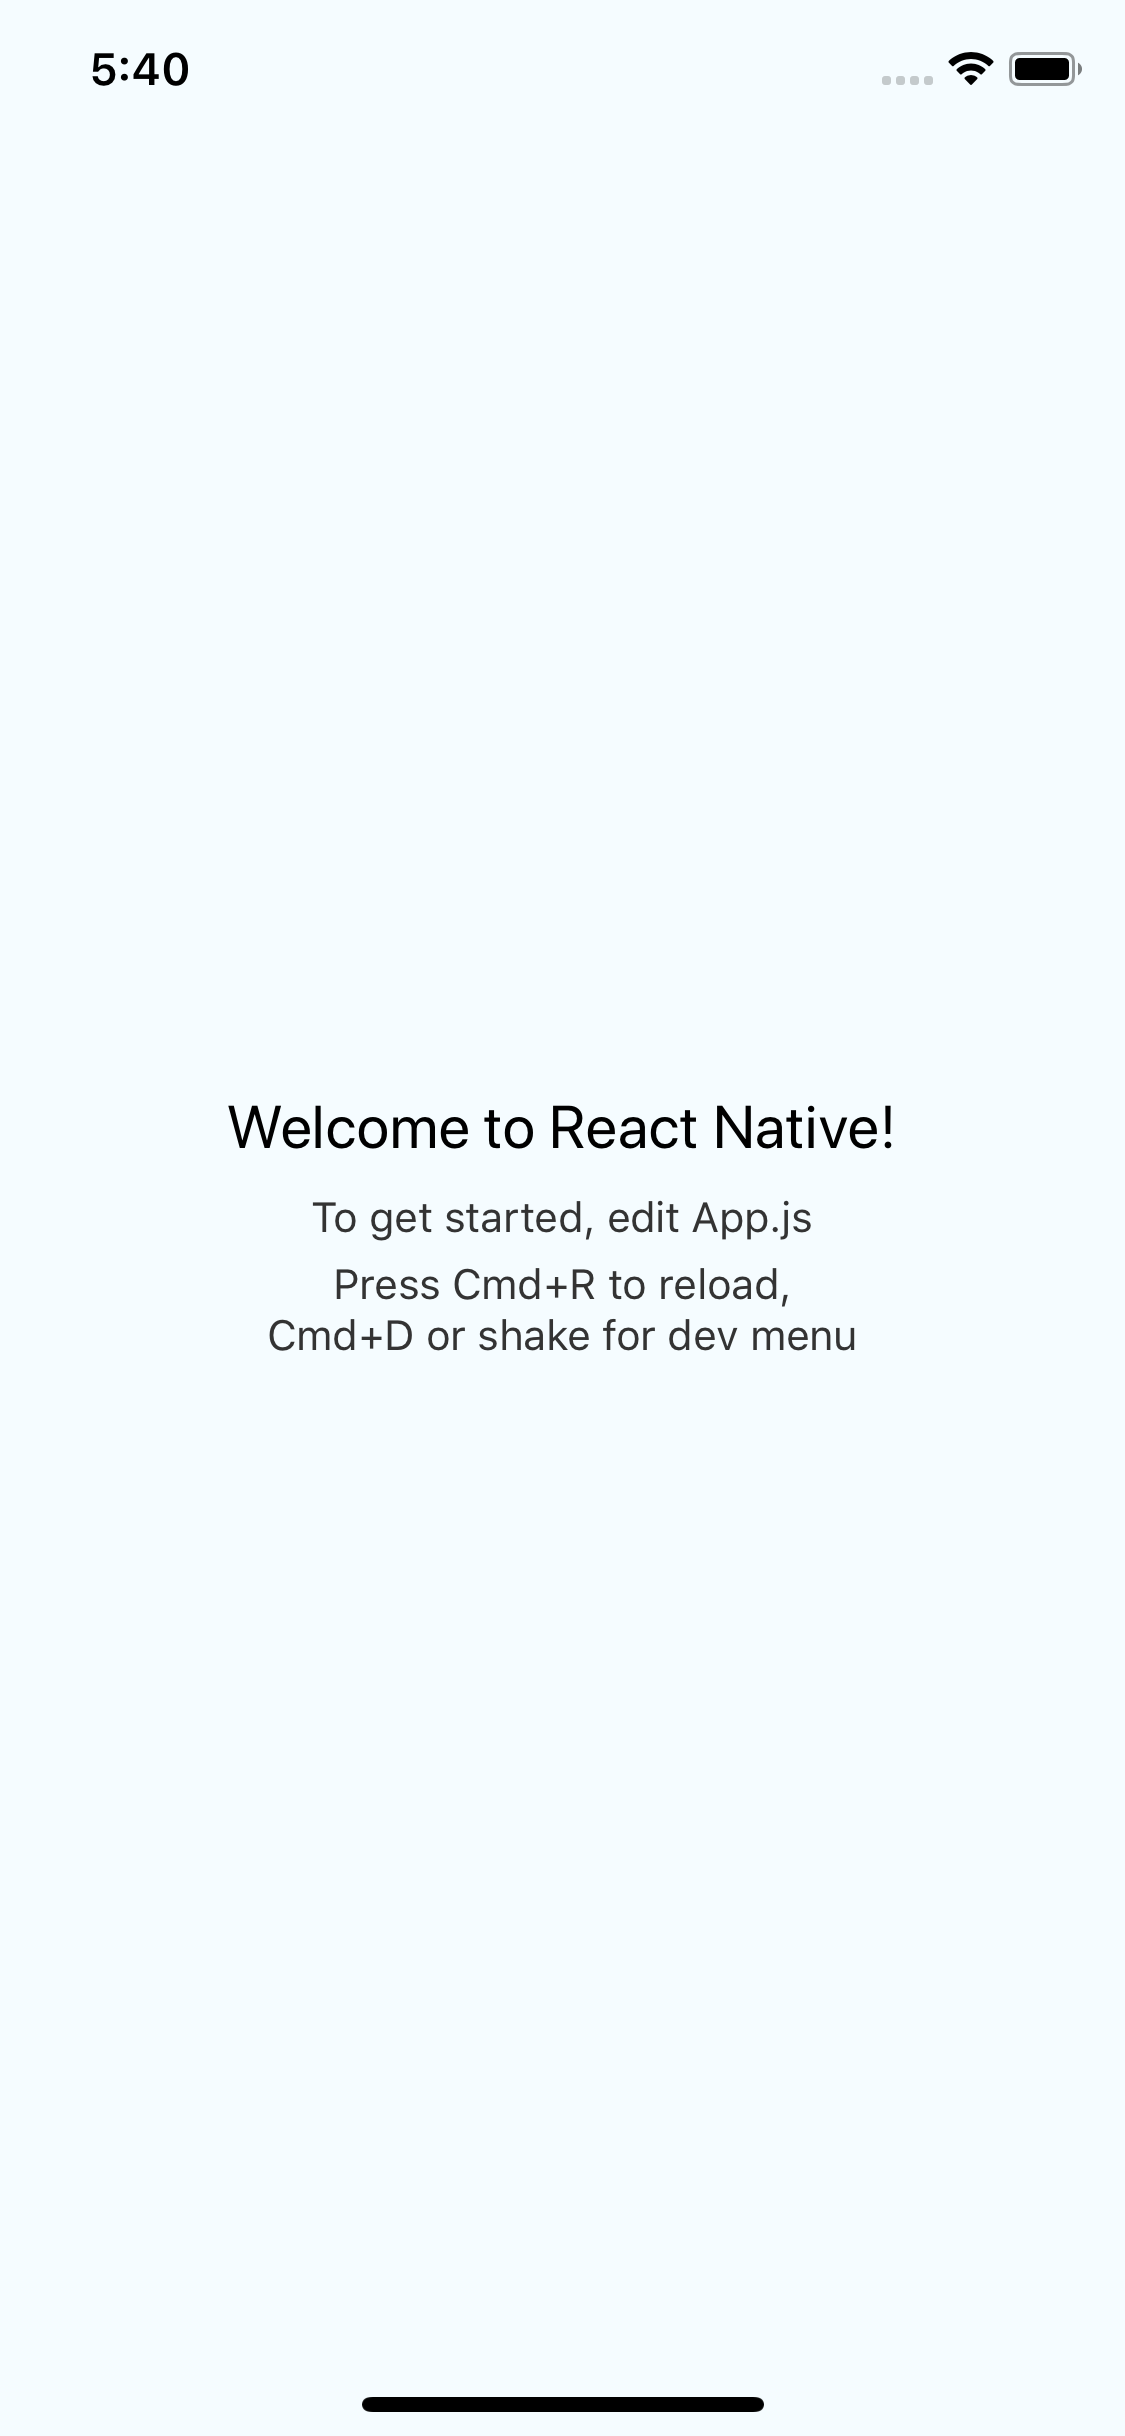 5:40
Welcome to React Native!
To get started, edit App.js
Press Cmd+R to reload,
Cmd+D or shake for dev menu